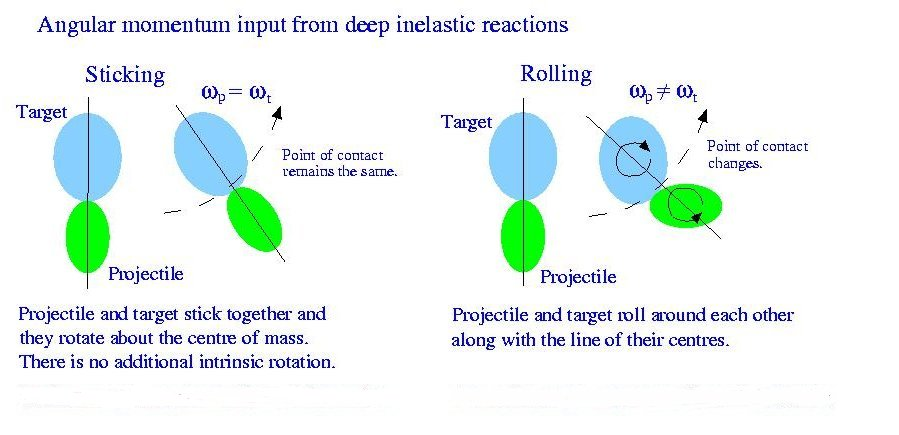 Angular momentum input from deep inelastic reactions
Sticking
ωp = ωt
Target
Point of contact
remains the same.
Projectile
Projectile and target stick together and
they rotate about the centre of mass.
There is no additional intrinsic rotation.
Rolling
ωp ≠ ωt
Target
Point of contact
changes.
Projectile
Projectile and target roll around each other
along with the line of their centres.